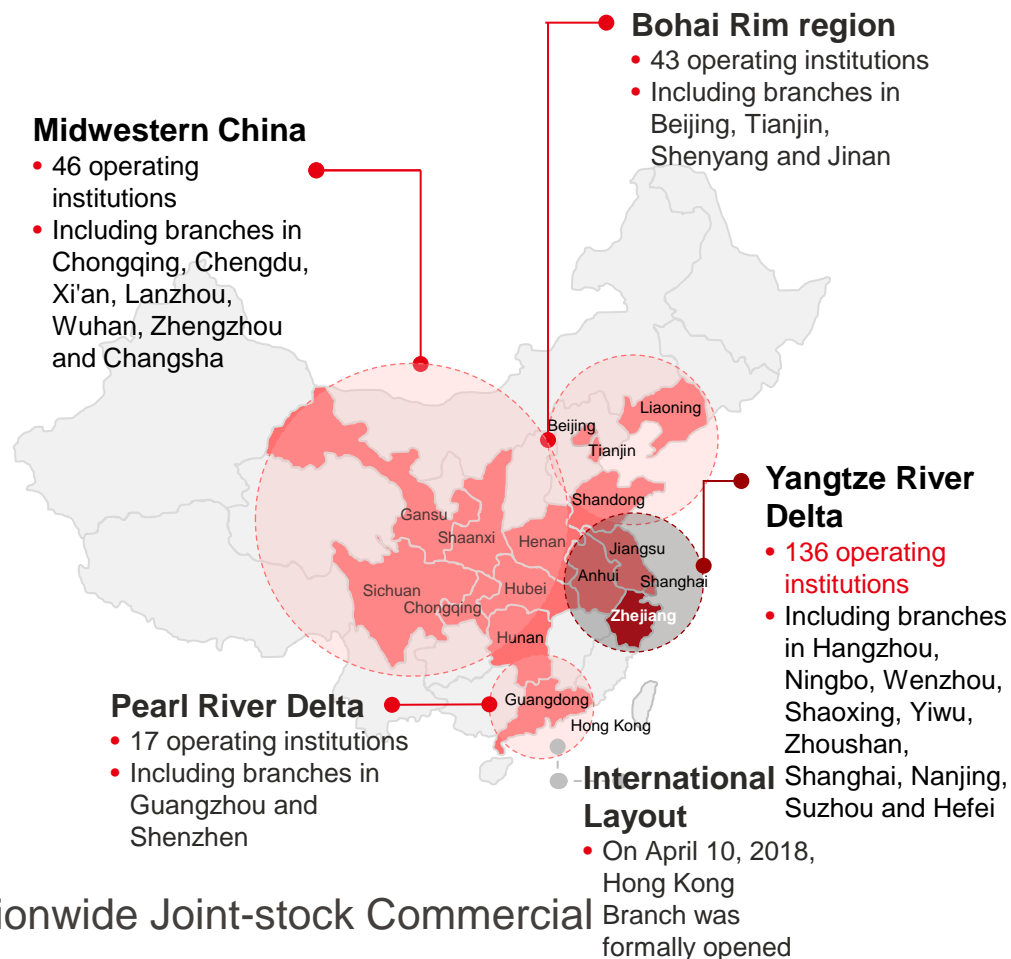 Bohai Rim region
• 43 operating institutions
• Including branches in
Beijing, Tianjin,
Shenyang and Jinan
Midwestern China
• 46 operating
institutions
• Including branches in
Chongqing, Chengdu,
Xi'an, Lanzhou,
Wuhan, Zhengzhou
and Changsha
Liaoning
Beijing
Tianjin
Shandong
Gansu
Shaanxi
Henan
Jiangsu
Anhui
Shanghai
Sichuan
Chongqing
Hubei
Zhejiang
Hunan
Guangdong
Hong Kong
Yangtze River
Delta
• 136 operating
institutions
• Including branches
in Hangzhou,
Ningbo, Wenzhou,
Shaoxing, Yiwu,
Zhoushan,
Shanghai, Nanjing,
Suzhou and Hefei
Pearl River Delta
• 17 operating institutions
• Including branches in
Guangzhou and
Shenzhen
International
Layout
• On April 10, 2018,
Hong Kong
Branch was
formally opened
ionwide Joint-stock Commercial